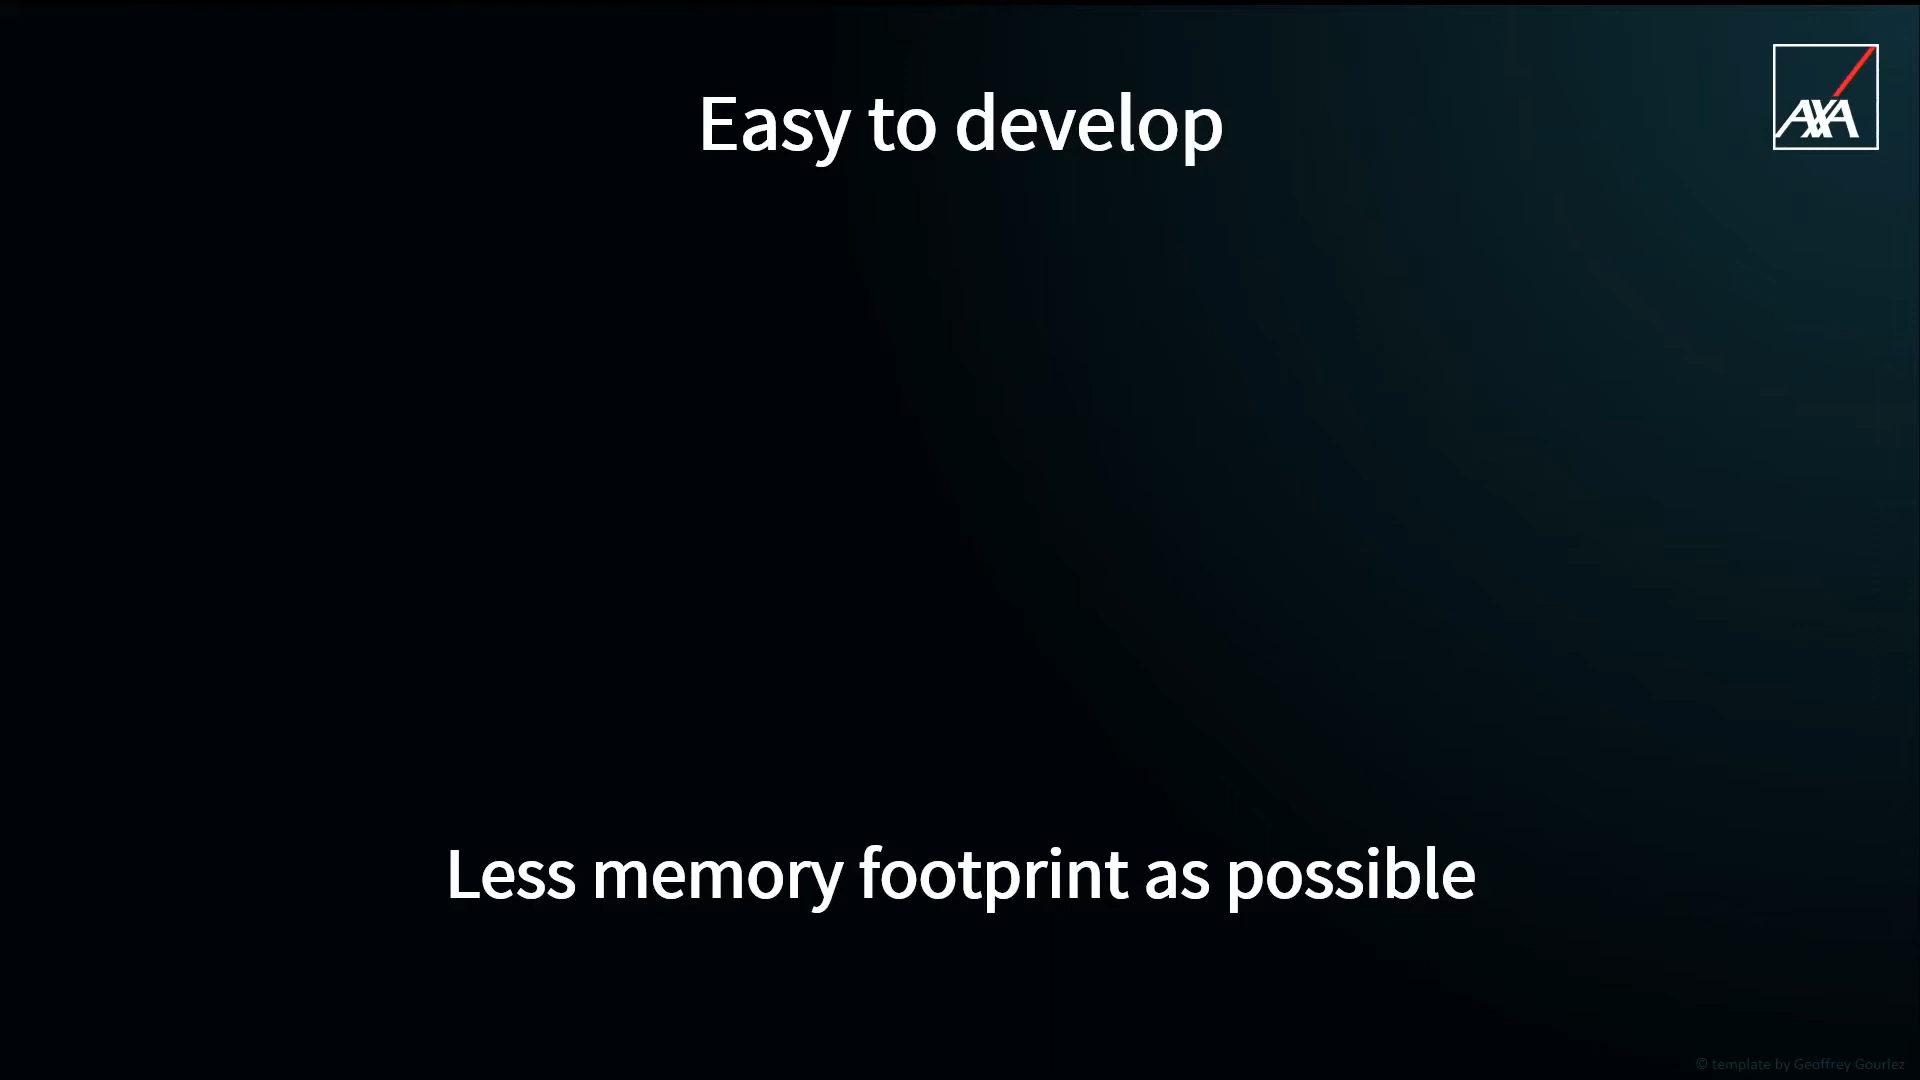 Easy to develop
AXA
Less memory footprint as possible
© template by Geoffrey Gourlez